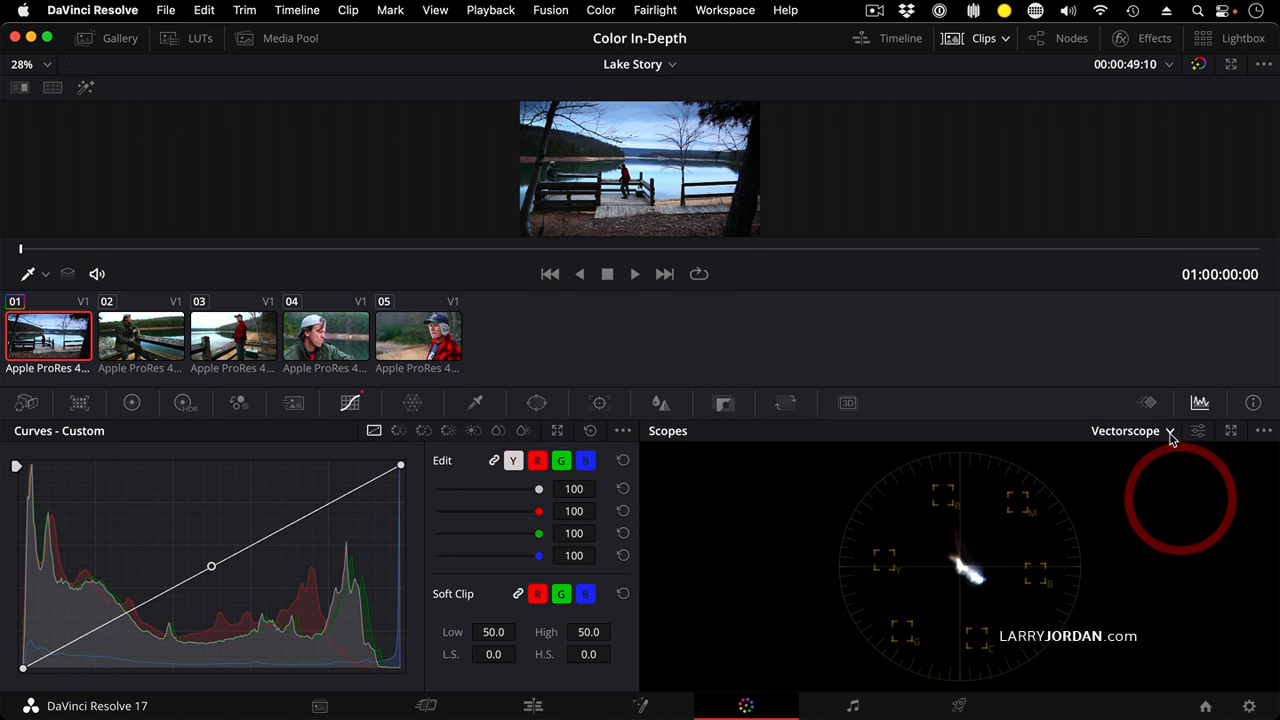 DaVinci Resolve File Edit Trim Timeline Clip Mark View Playback Fusion Color Fairlight Workspace Help
Gallery LUTs Media Pool Color In-Depth Timeline Clips Nodes Effects Lightbox
28% Lake Story 00:00:49:10
01:00:00:00
01 V1 02 V1 03 V1 04 V1 05 V1
Apple ProRes 4... Apple ProRes 4... Apple ProRes 4... Apple ProRes 4... Apple ProRes 4...
HDR 3D
Curves - Custom
Scopes Vectorscope
Edit Y R G B
100
100
100
100
Soft Clip R G B
Low 50.0 High 50.0
L.S. 0.0 H.S. 0.0
R M
Y B
G C
LARRYJORDAN.com
DaVinci Resolve 17